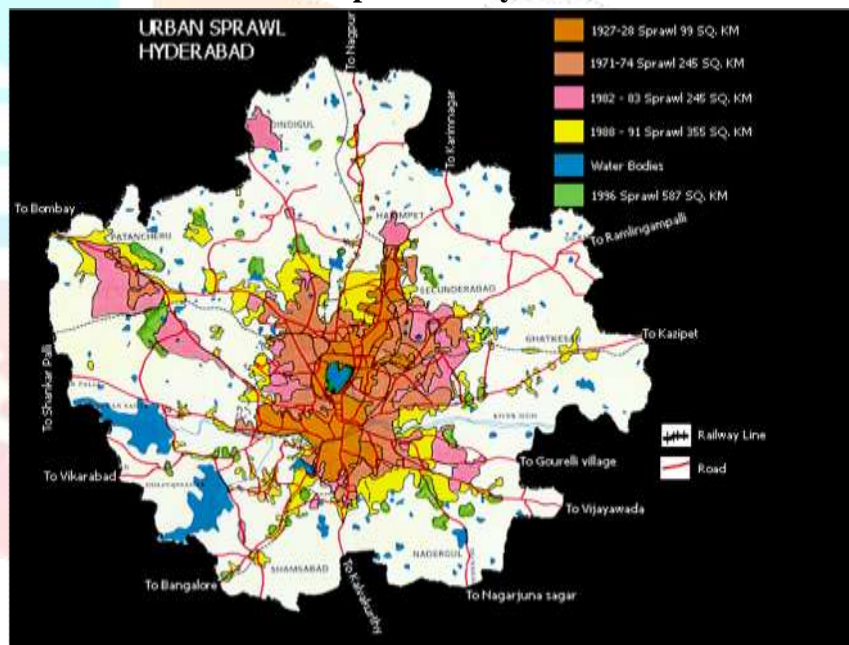 URBAN SPRAWL
HYDERABAD
1927-28 Sprawl 99 SQ. KM
1971-74 Sprawl 245 SQ. KM
1982 - 83 Sprawl 245 SQ. KM
1988 - 91 Sprawl 355 SQ. KM
Water Bodies
1996 Sprawl 587 SQ. KM
To Nagpur
To Karimnagar
DINDIGUL
To Bombay
HAKIMPET
To Ramlingampalli
PATANCHERU
SECUNDERABAD
GHATKESAR
To Kazipet
To Shankar Palli
Railway Line
To Gourelli village
Road
To Vikarabad
To Vijayawada
NADERGUL
SHAMSABAD
To Bangalore
To Kalvakurthy
To Nagarjuna sagar